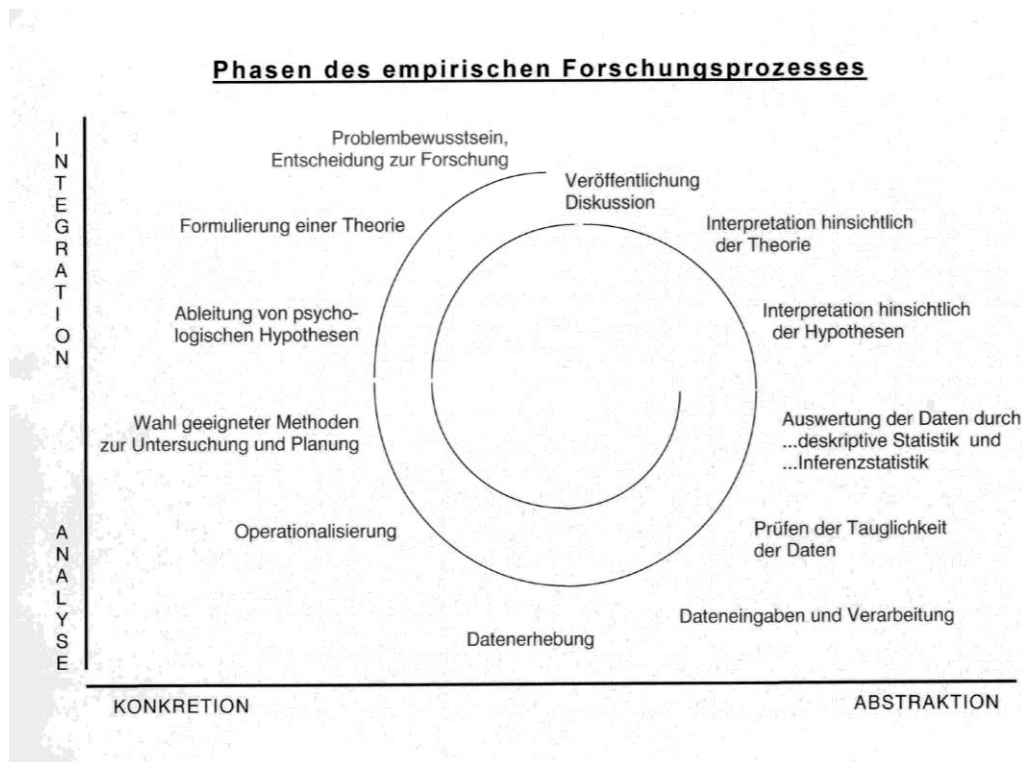 Phasen des empirischen Forschungsprozesses
INTEGRATION
ANALYSE
Problembewusstsein,
Entscheidung zur Forschung
Formulierung einer Theorie
Ableitung von psycho-
logischen Hypothesen
Wahl geeigneter Methoden
zur Untersuchung und Planung
Operationalisierung
Datenerhebung
Dateneingaben und Verarbeitung
Prüfen der Tauglichkeit
der Daten
Auswertung der Daten durch
...deskriptive Statistik und
...Inferenzstatistik
Interpretation hinsichtlich
der Hypothesen
Interpretation hinsichtlich
der Theorie
Veröffentlichung
Diskussion
KONKRETION
ABSTRAKTION